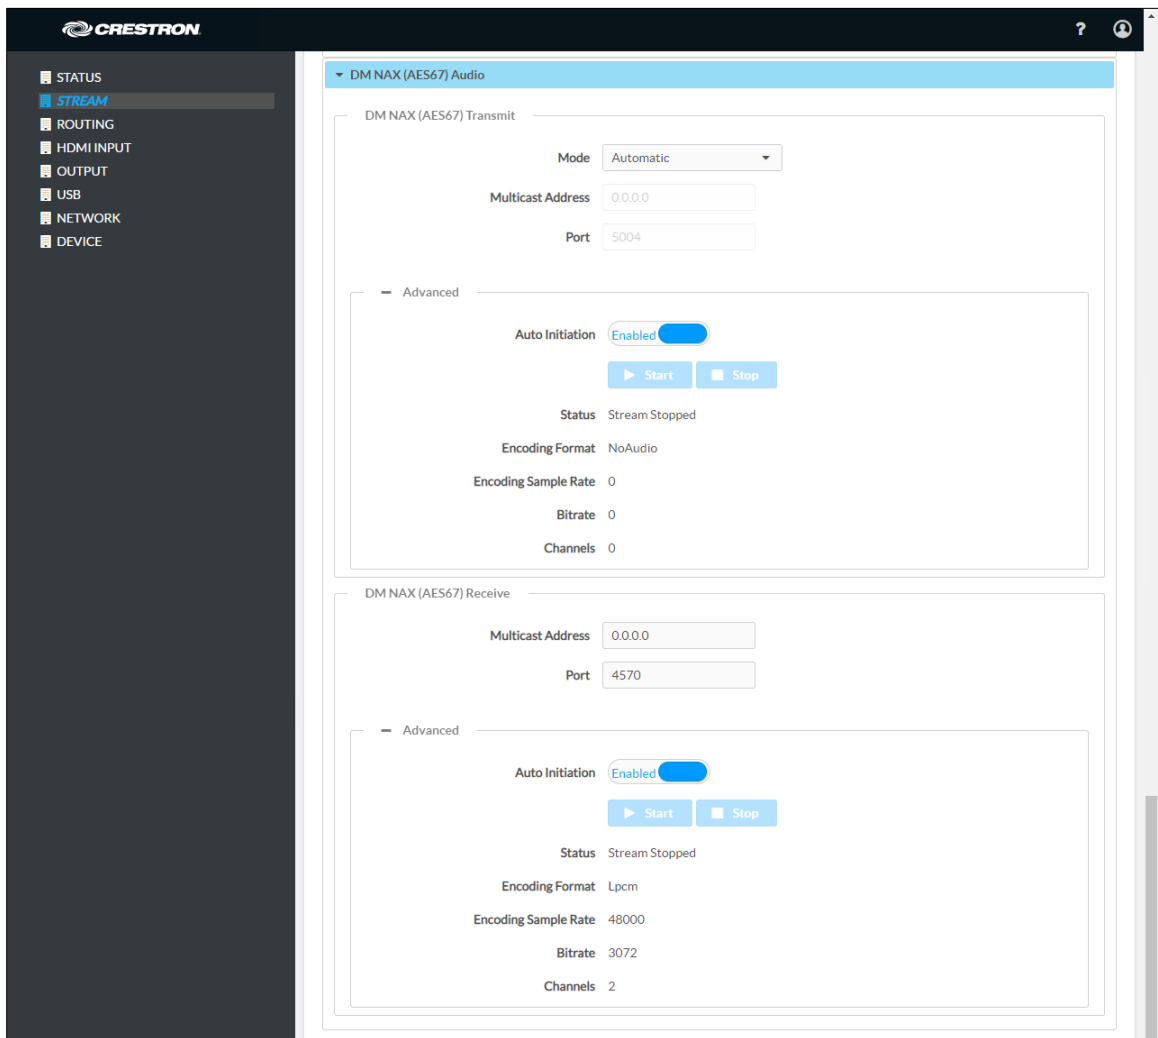 CRESTRON
?
STATUS
STREAM
ROUTING
HDMI INPUT
OUTPUT
USB
NETWORK
DEVICE
DM NAX (AES67) Audio
DM NAX (AES67) Transmit
Mode Automatic
Multicast Address 0.0.0.0
Port 5004
Advanced
Auto Initiation Enabled
Start Stop
Status Stream Stopped
Encoding Format NoAudio
Encoding Sample Rate 0
Bitrate 0
Channels 0
DM NAX (AES67) Receive
Multicast Address 0.0.0.0
Port 4570
Advanced
Auto Initiation Enabled
Start Stop
Status Stream Stopped
Encoding Format Lpcm
Encoding Sample Rate 48000
Bitrate 3072
Channels 2